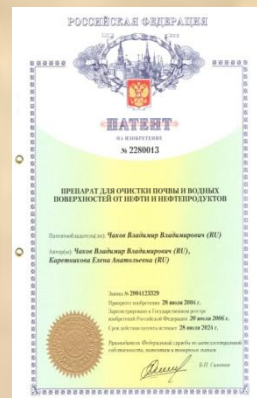 РОССИЙСКАЯ ФЕДЕРАЦИЯ
ПАТЕНТ
НА ИЗОБРЕТЕНИЕ
№ 2280013
ПРЕПАРАТ ДЛЯ ОЧИСТКИ ПОЧВЫ И ВОДНЫХ
ПОВЕРХНОСТЕЙ ОТ НЕФТИ И НЕФТЕПРОДУКТОВ
Патентообладатель(ли): Чахов Владимир Владимирович (RU)
Автор(ы): Чахов Владимир Владимирович (RU),
Каретникова Елена Анатольевна (RU)
Заявка № 2004123329
Приоритет изобретения 28 июля 2004 г.
Зарегистрировано в Государственном реестре
изобретений Российской Федерации 20 июля 2006 г.
Срок действия патента истекает 28 июля 2024 г.
Руководитель Федеральной службы по интеллектуальной
собственности, патентам и товарным знакам
Б.П. Симонов